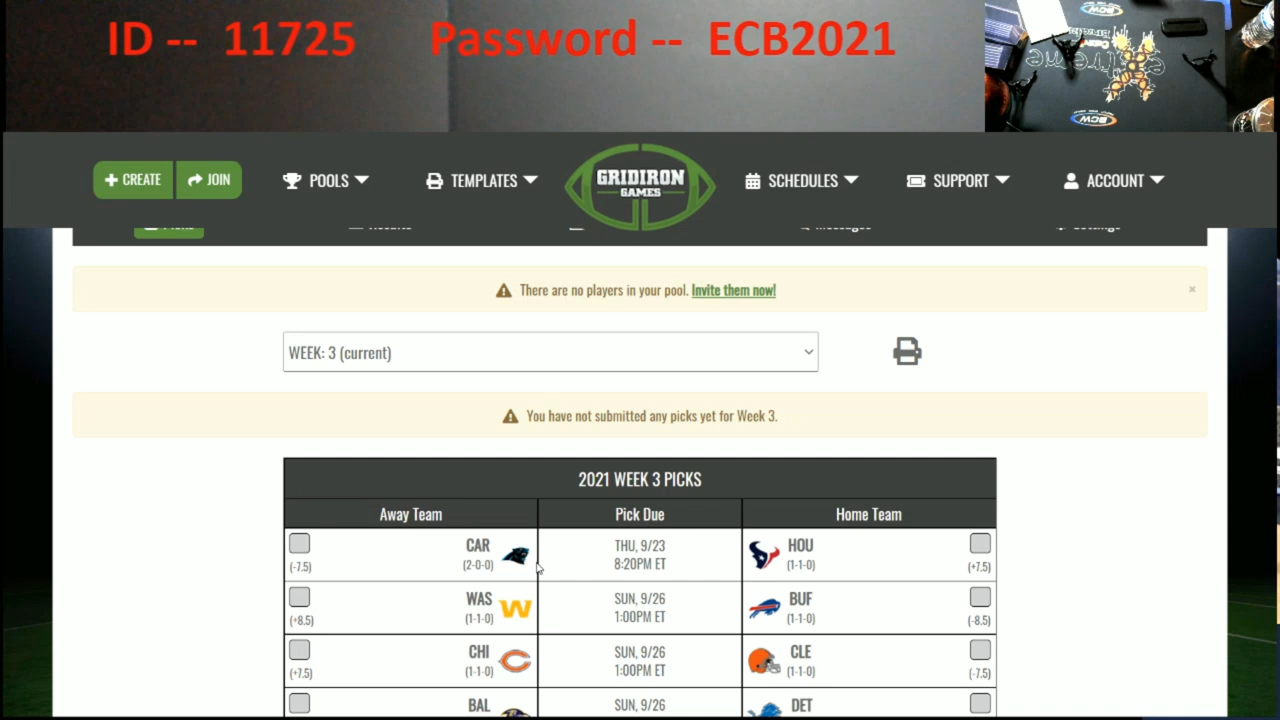 ID -- 11725 Password -- ECB2021
CREATE JOIN POOLS TEMPLATES GRIDIRON GAMES SCHEDULES SUPPORT ACCOUNT
There are no players in your pool. Invite them now! ×
WEEK: 3 (current)
You have not submitted any picks yet for Week 3.
2021 WEEK 3 PICKS
Away Team Pick Due Home Team
CAR THU, 9/23 HOU
(-7.5) (2-0-0) 8:20PM ET (1-1-0) (+7.5)
WAS SUN, 9/26 BUF
(+8.5) (1-1-0) 1:00PM ET (1-1-0) (-8.5)
CHI SUN, 9/26 CLE
(+7.5) (1-1-0) 1:00PM ET (1-1-0) (-7.5)
BAL SUN, 9/26 DET